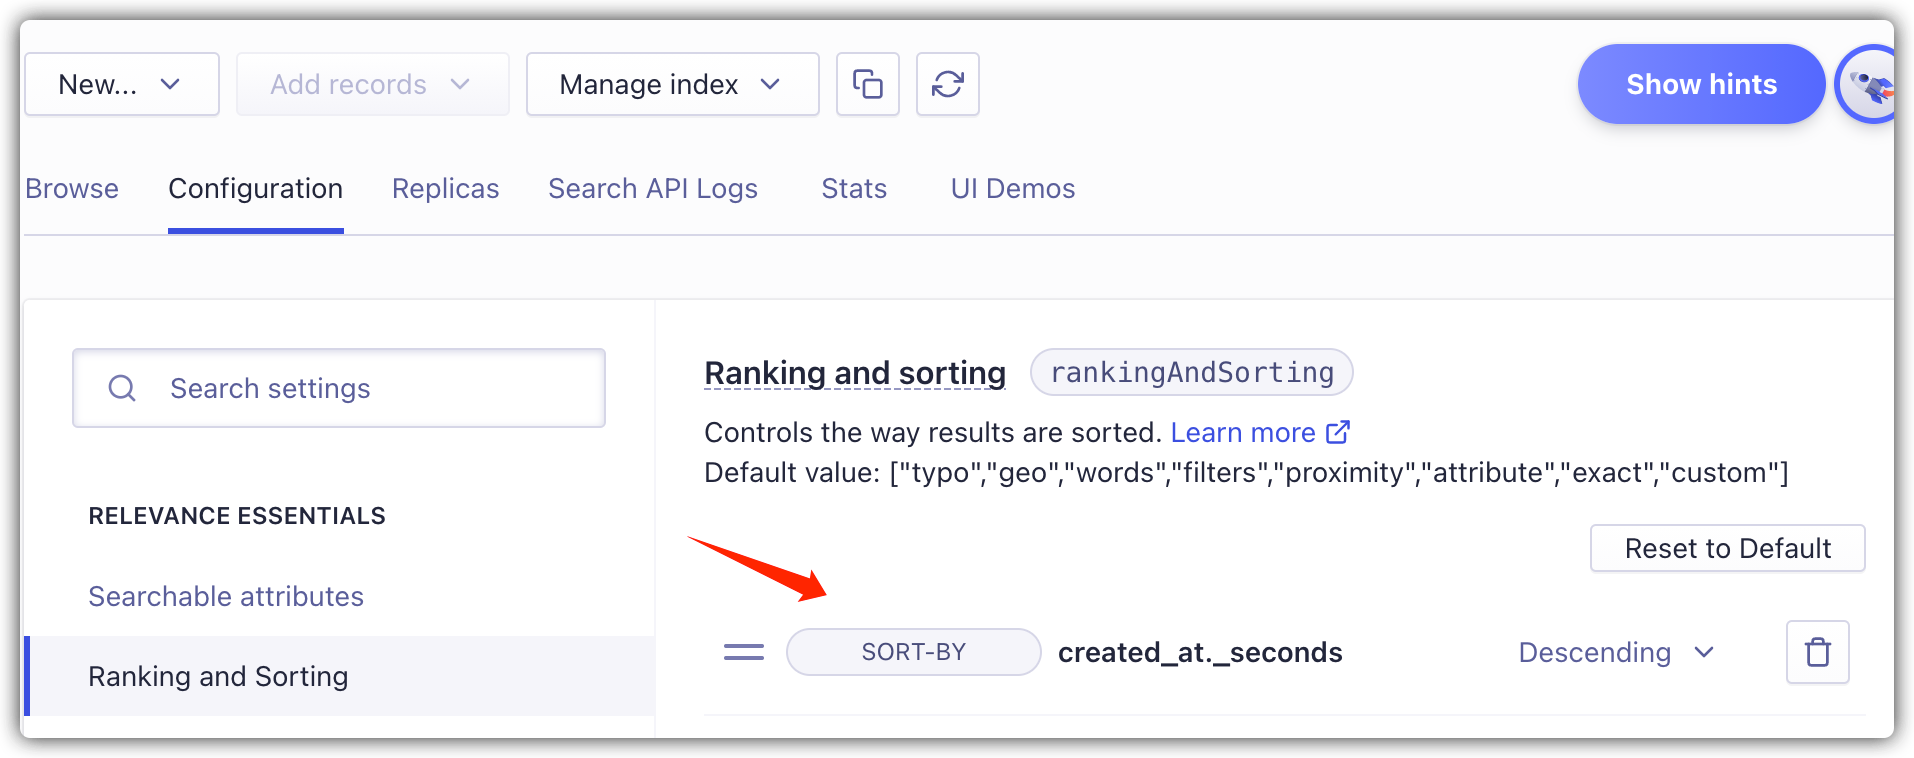 New...
Add records
Manage index
Show hints
Browse
Configuration
Replicas
Search API Logs
Stats
UI Demos
Search settings
RELEVANCE ESSENTIALS
Searchable attributes
Ranking and Sorting
Ranking and sorting
rankingAndSorting
Controls the way results are sorted. Learn more
Default value: ["typo","geo","words","filters","proximity","attribute","exact","custom"]
Reset to Default
SORT-BY
created_at._seconds
Descending